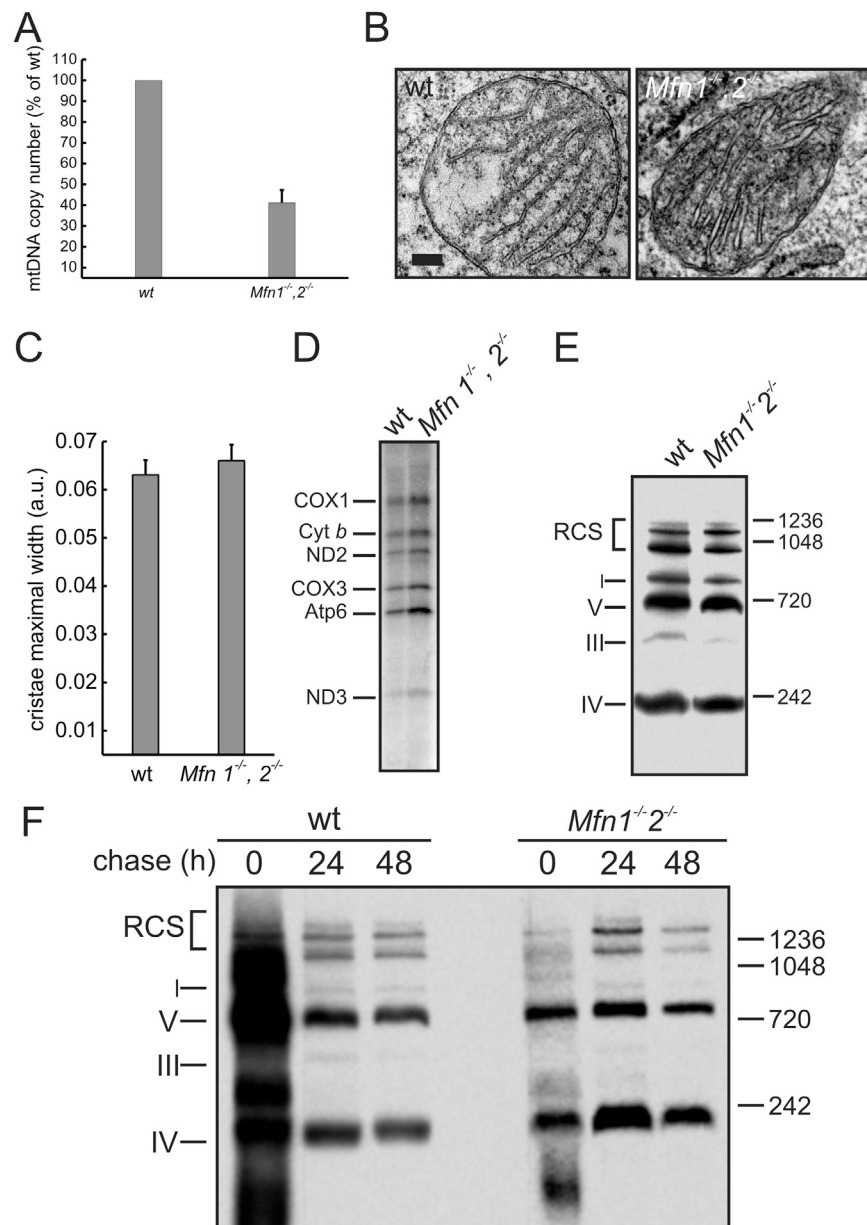 A
mtDNA copy number (% of wt)
110
100
90
80
70
60
50
40
30
20
10
wt
Mfn1-/-,2-/-
B
wt
Mfn1-/-,2-/-
C
cristae maximal width (a.u.)
0.07
0.06
0.05
0.04
0.03
0.02
0.01
wt
Mfn 1-/-, 2-/-
D
wt
Mfn 1-/-, 2-/-
COX1
Cyt b
ND2
COX3
Atp6
ND3
E
wt
Mfn1-/-2-/-
RCS
I
V
III
IV
1236
1048
720
242
F
wt
Mfn1-/-2-/-
chase (h) 0 24 48 0 24 48
RCS
I
V
III
IV
1236
1048
720
242